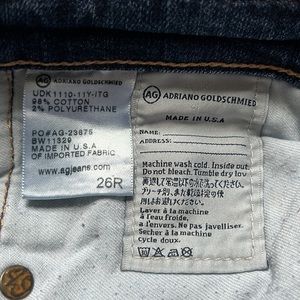 AG ADRIANO GOLDSCHMIED
UDK1110-11Y-ITG
98% COTTON
2% POLYURETHANE
PO#AG-23675
BW11329
MADE IN U.S.A
OF IMPORTED FABRIC
www.agjeans.com
26R
AG ADRIANO GOLDSCHMIED
MADE IN U.S.A
NAME:
ADDRESS:
Machine wash cold. Inside out.
Do not bleach. Tumble dry low
Laver à la machine
à l'eau froide,
à l'envers. Ne pas javelliser.
Secher à la machine
cycle doux.